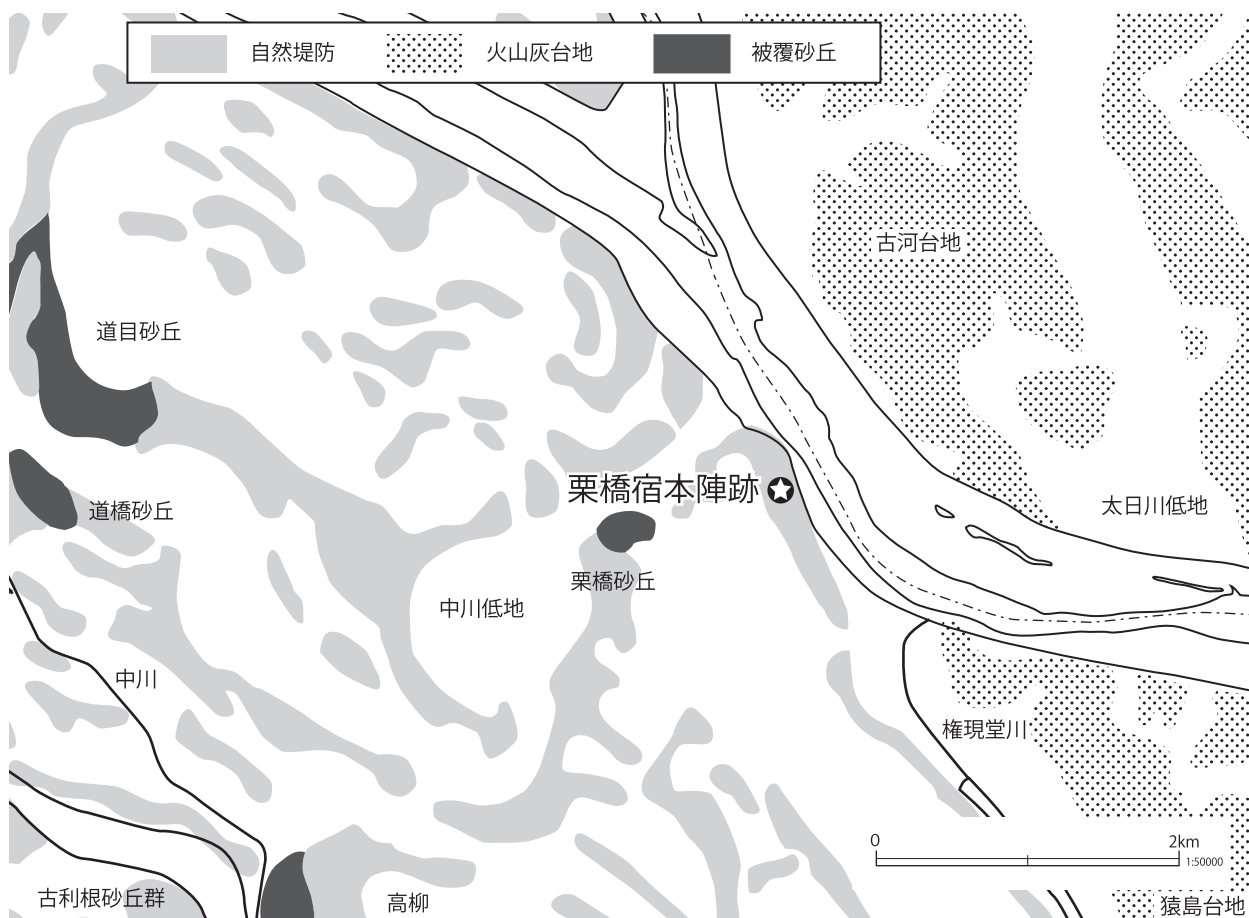 自然堤防
火山灰台地
被覆砂丘
古河台地
道目砂丘
栗橋宿本陣跡
太日川低地
道橋砂丘
栗橋砂丘
中川低地
中川
権現堂川
0 2km
1:50000
古利根砂丘群
高柳
猿島台地